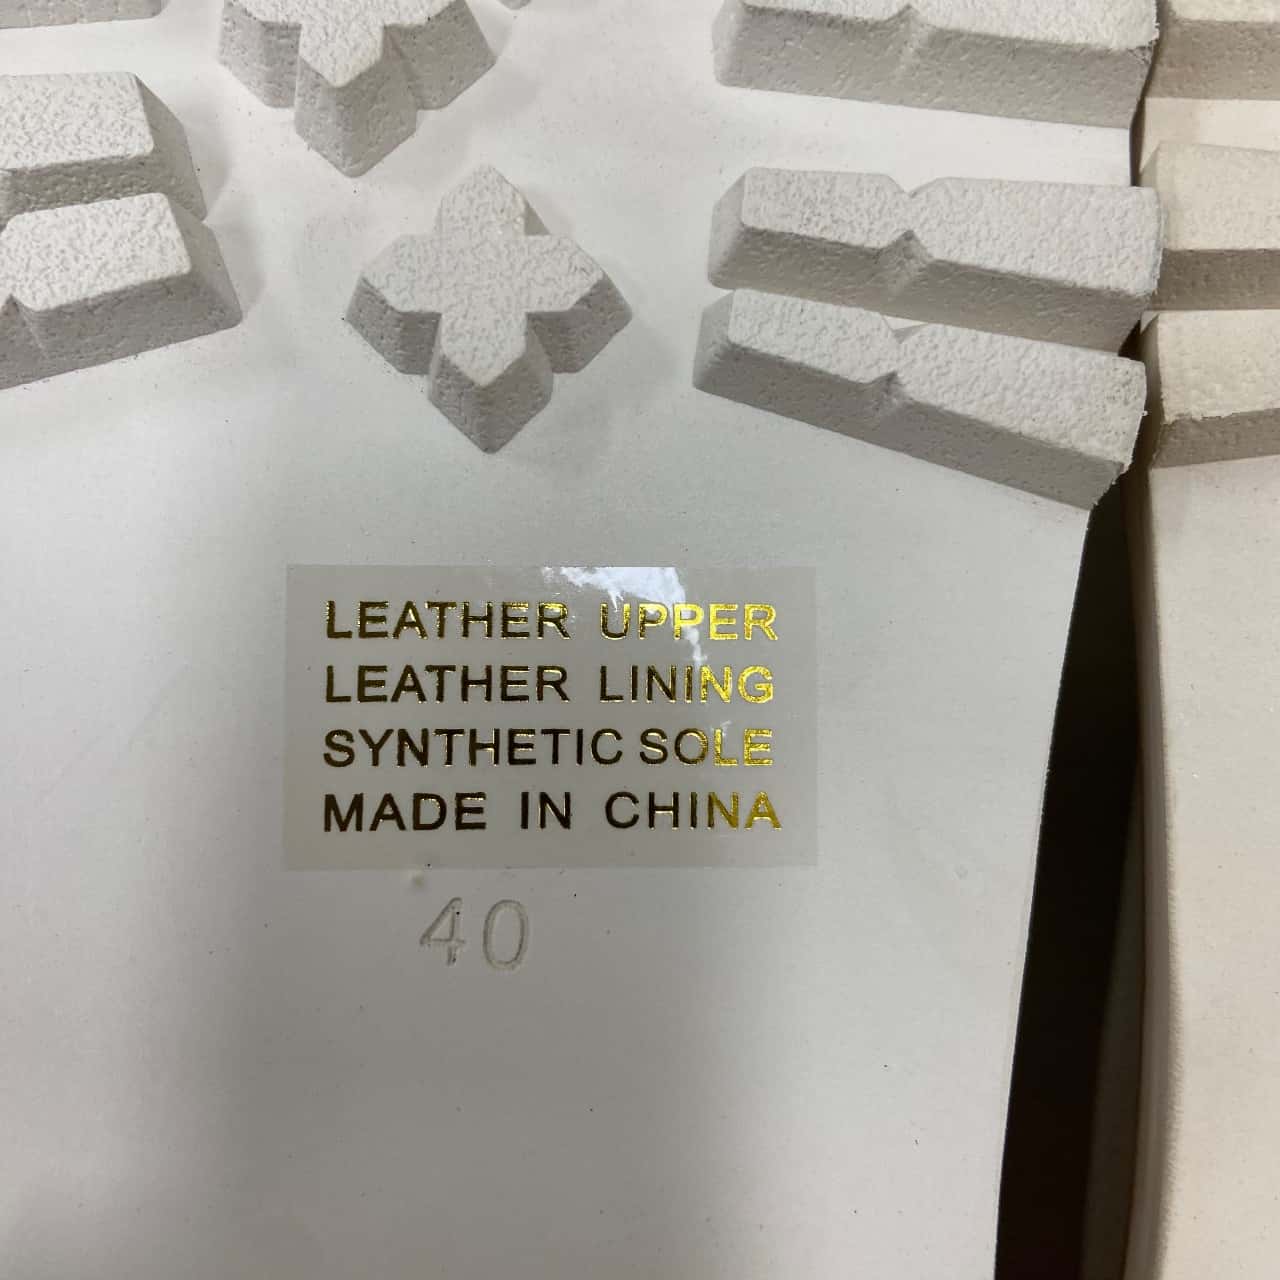 LEATHER UPPER
LEATHER LINING
SYNTHETIC SOLE
MADE IN CHINA
40